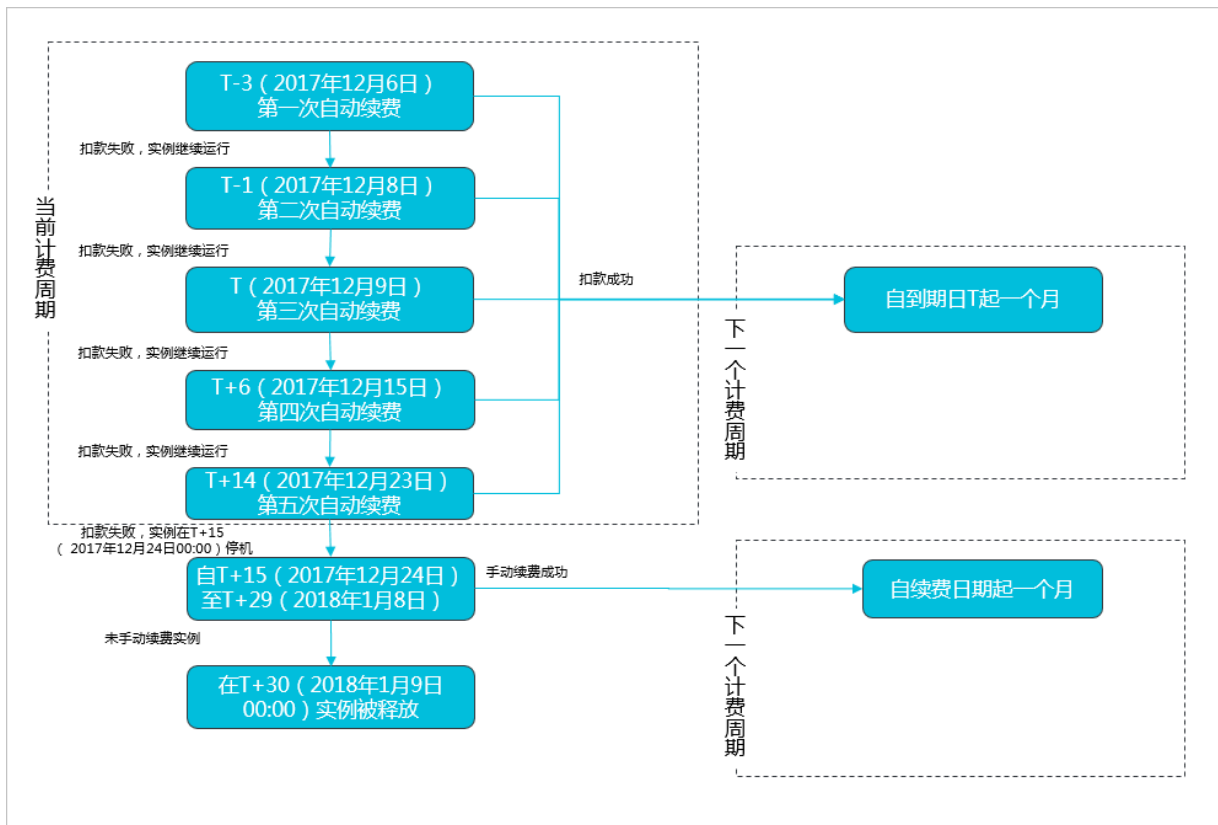 T-3（2017年12月6日）
第一次自动续费
扣款失败，实例继续运行
T-1（2017年12月8日）
第二次自动续费
扣款失败，实例继续运行
T（2017年12月9日）
第三次自动续费
扣款失败，实例继续运行
T+6（2017年12月15日）
第四次自动续费
扣款失败，实例继续运行
T+14（2017年12月23日）
第五次自动续费
当前计费周期
扣款成功
自到期日T起一个月
下一个计费周期
扣款失败，实例在T+15
（ 2017年12月24日00:00）停机
自T+15（2017年12月24日）
至T+29（2018年1月8日）
手动续费成功
自续费日期起一个月
下一个计费周期
未手动续费实例
在T+30（2018年1月9日
00:00）实例被释放